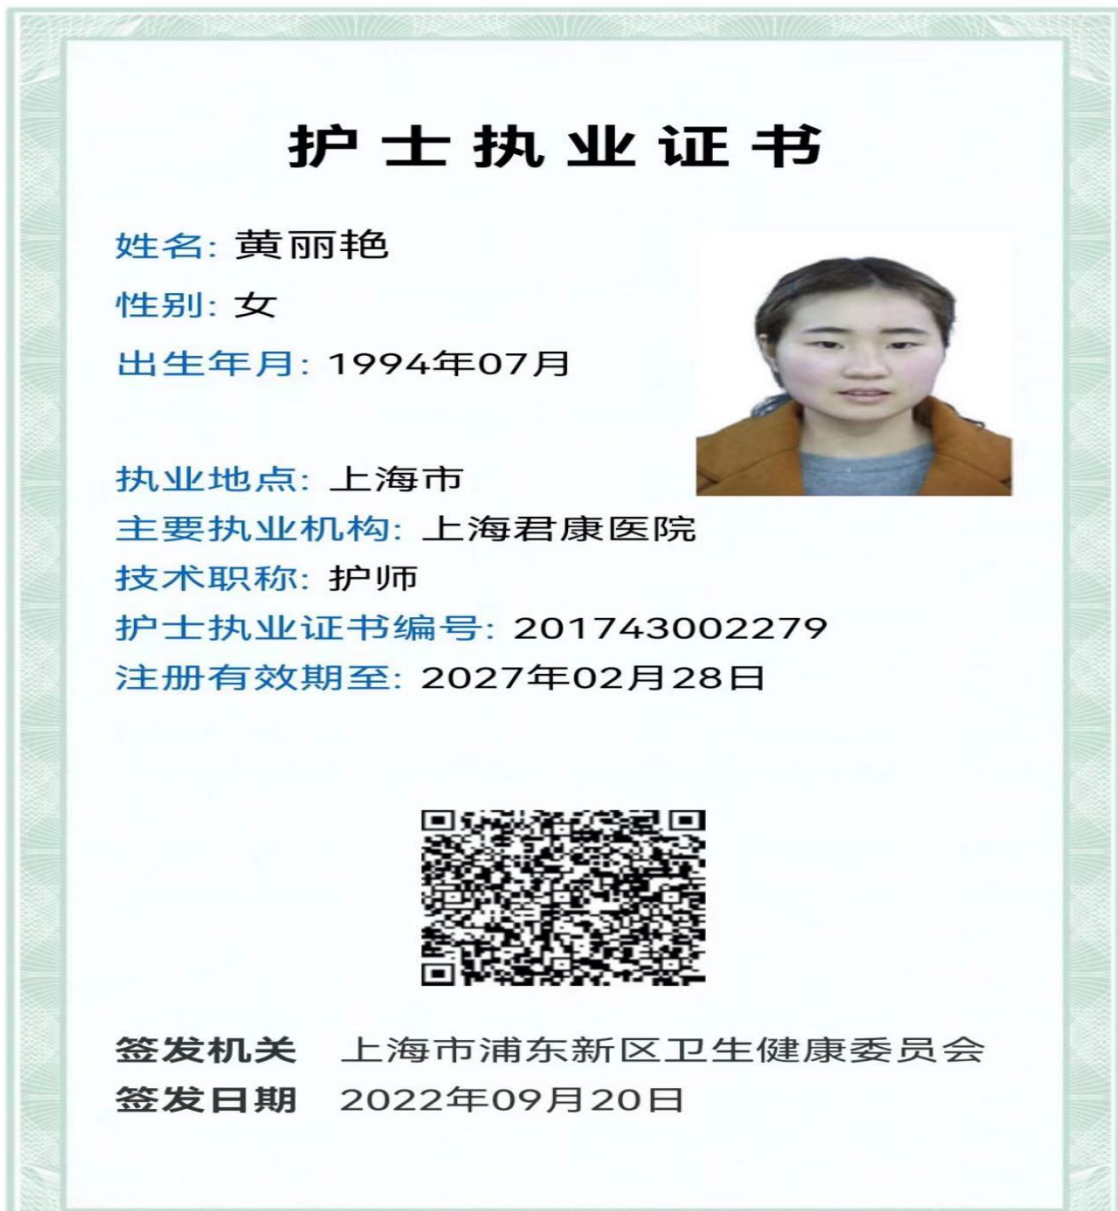 护士执业证书
姓名: 黄丽艳
性别: 女
出生年月: 1994年07月
执业地点: 上海市
主要执业机构: 上海君康医院
技术职称: 护师
护士执业证书编号: 201743002279
注册有效期至: 2027年02月28日
签发机关 上海市浦东新区卫生健康委员会
签发日期 2022年09月20日